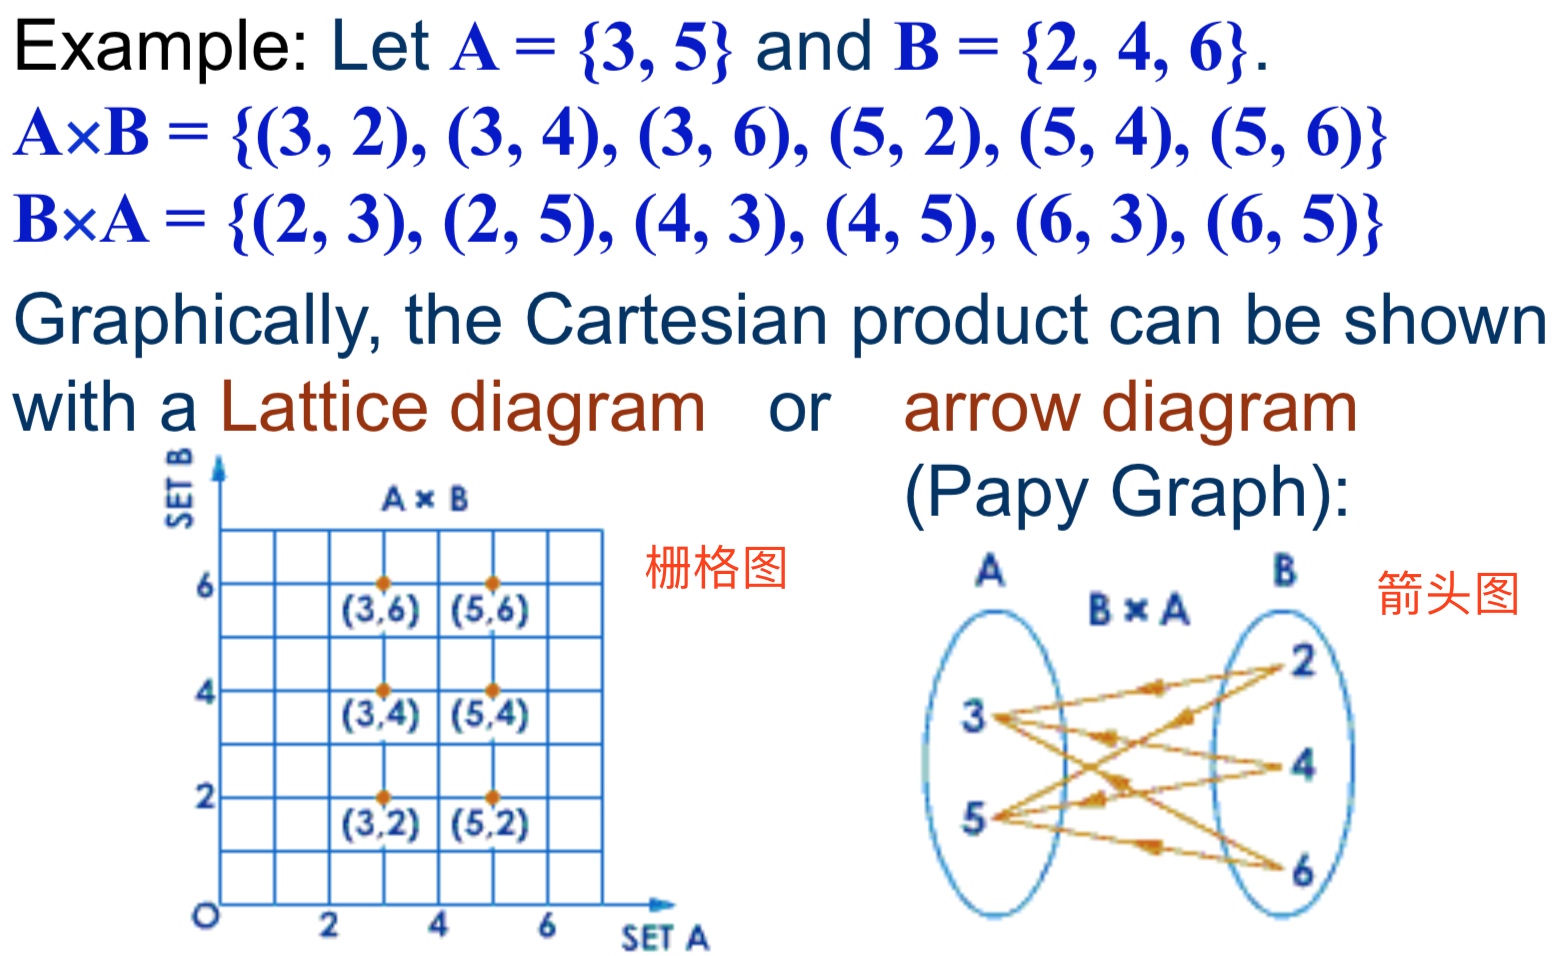 Example: Let A = {3, 5} and B = {2, 4, 6}.
A×B = {(3, 2), (3, 4), (3, 6), (5, 2), (5, 4), (5, 6)}
B×A = {(2, 3), (2, 5), (4, 3), (4, 5), (6, 3), (6, 5)}
Graphically, the Cartesian product can be shown
with a Lattice diagram or arrow diagram
(Papy Graph):
SET B
A × B
栅格图
6
(3,6) (5,6)
4
(3,4) (5,4)
2
(3,2) (5,2)
O 2 4 6
SET A
A B
箭头图
B × A
2
3
4
5
6